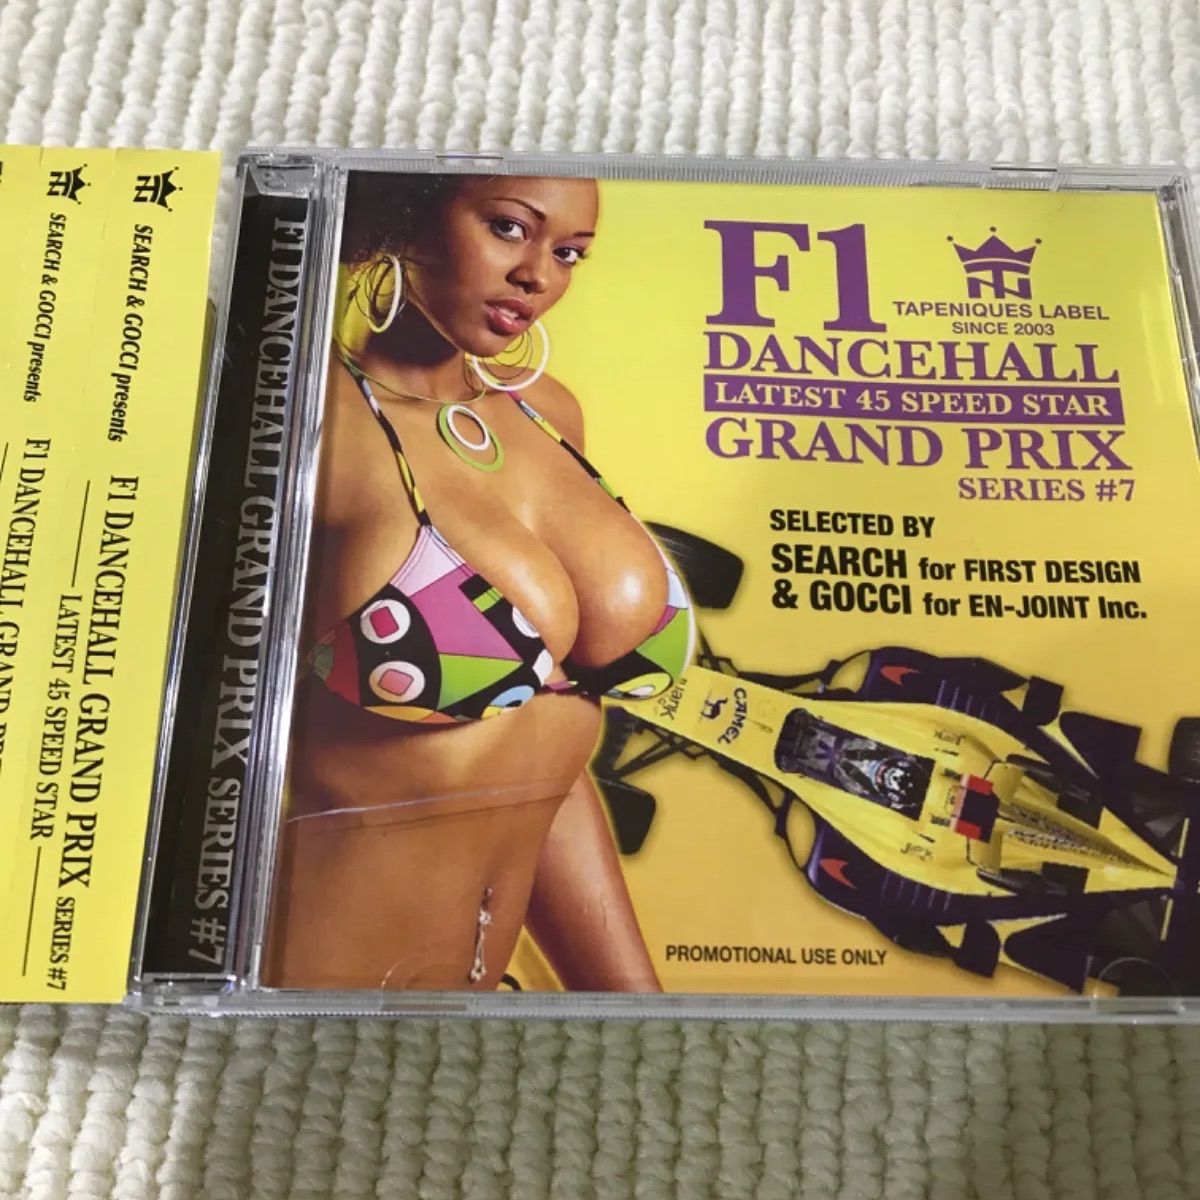 SEARCH & GOCCI presents
F1 DANCEHALL GRAND PRIX SERIES #7
LATEST 45 SPEED STAR
SEARCH & GOCCI presents
F1 DANCEHALL GRAND
F1 DANCEHALL GRAND PRIX SERIES #7
F1
TN
TAPENIQUES LABEL
SINCE 2003
DANCEHALL
LATEST 45 SPEED STAR
GRAND PRIX
SERIES #7
SELECTED BY
SEARCH for FIRST DESIGN
& GOCCI for EN-JOINT Inc.
CAMEL
PROMOTIONAL USE ONLY